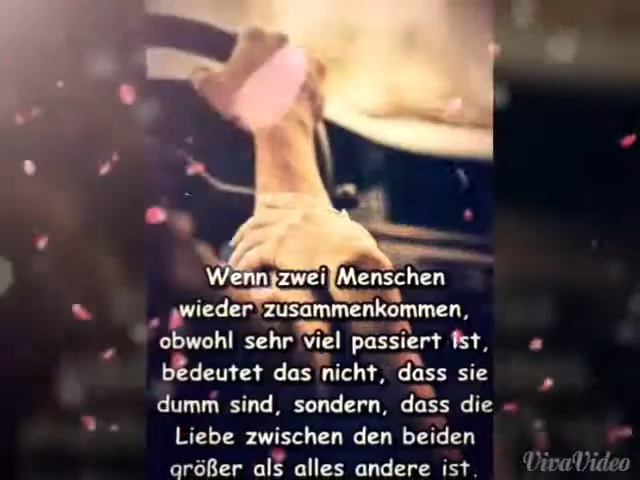 Wenn zwei Menschen
wieder zusammenkommen,
obwohl sehr viel passiert ist,
bedeutet das nicht, dass sie
dumm sind, sondern, dass die
Liebe zwischen den beiden
größer als alles andere ist.
VivaVideo